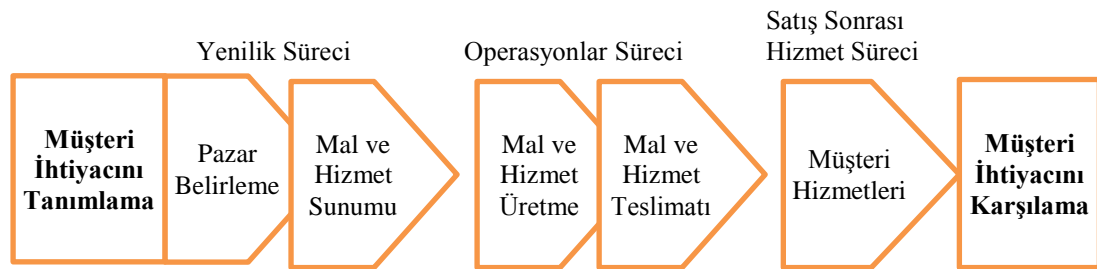 Yenilik Süreci
Operasyonlar Süreci
Satış Sonrası
Hizmet Süreci
Müşteri
İhtiyacını
Tanımlama
Pazar
Belirleme
Mal ve
Hizmet
Sunumu
Mal ve
Hizmet
Üretme
Mal ve
Hizmet
Teslimatı
Müşteri
Hizmetleri
Müşteri
İhtiyacını
Karşılama